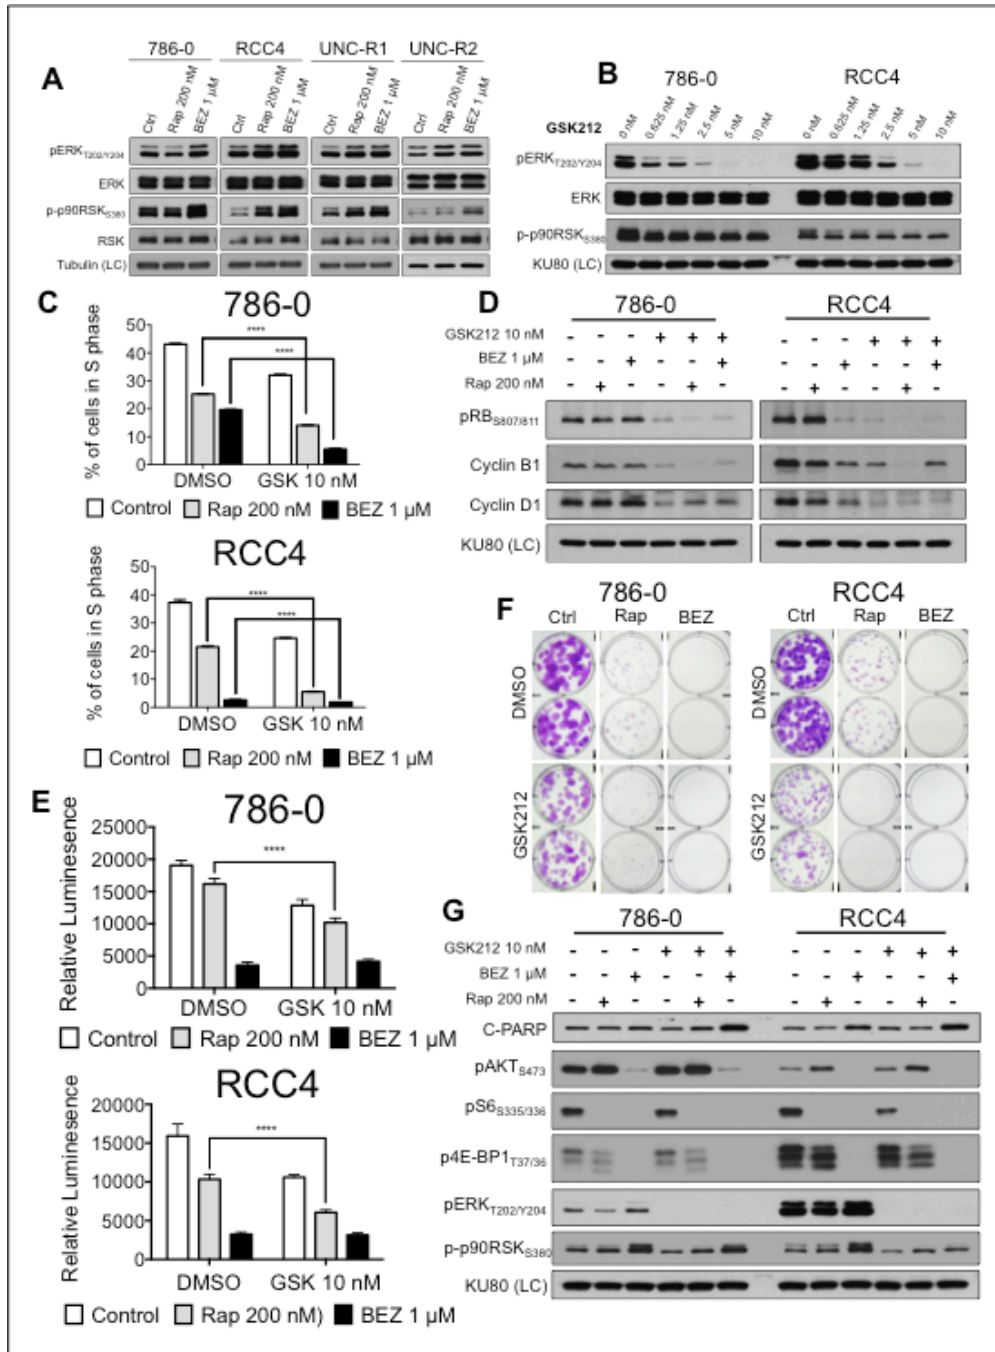 A
786-0 RCC4 UNC-R1 UNC-R2
Ctrl Rap 200 nM BEZ 1 µM Ctrl Rap 200 nM BEZ 1 µM Ctrl Rap 200 nM BEZ 1 µM Ctrl Rap 200 nM BEZ 1 µM
pERKT202/Y204
ERK
p-p90RSKS380
RSK
Tubulin (LC)
B
786-0 RCC4
GSK212 0 nM 0.625 nM 1.25 nM 2.5 nM 5 nM 10 nM 0 nM 0.625 nM 1.25 nM 2.5 nM 5 nM 10 nM
pERKT202/Y204
ERK
p-p90RSKS380
KU80 (LC)
C
786-0
% of cells in S phase
50
40
30
20
10
0
**** ****
DMSO GSK 10 nM
Control Rap 200 nM BEZ 1 µM
RCC4
% of cells in S phase
50
40
30
20
10
0
**** ****
DMSO GSK 10 nM
Control Rap 200 nM BEZ 1 µM
D
786-0 RCC4
GSK212 10 nM - - - + + + - - - + + +
BEZ 1 µM - - + - - + - - + - - +
Rap 200 nM - + - - + - - + - - + -
pRBS807/811
Cyclin B1
Cyclin D1
KU80 (LC)
E
786-0
Relative Luminesence
25000
20000
15000
10000
5000
0
****
DMSO GSK 10 nM
Control Rap 200 nM BEZ 1 µM
RCC4
Relative Luminesence
20000
15000
10000
5000
0
****
DMSO GSK 10 nM
Control Rap 200 nM) BEZ 1 µM
F
786-0 RCC4
Ctrl Rap BEZ Ctrl Rap BEZ
DMSO DMSO
GSK212 GSK212
G
786-0 RCC4
GSK212 10 nM - - - + + + - - - + + +
BEZ 1 µM - - + - - + - - + - - +
Rap 200 nM - + - - + - - + - - + -
C-PARP
pAKTS473
pS6S335/336
p4E-BP1T37/36
pERKT202/Y204
p-p90RSKS380
KU80 (LC)